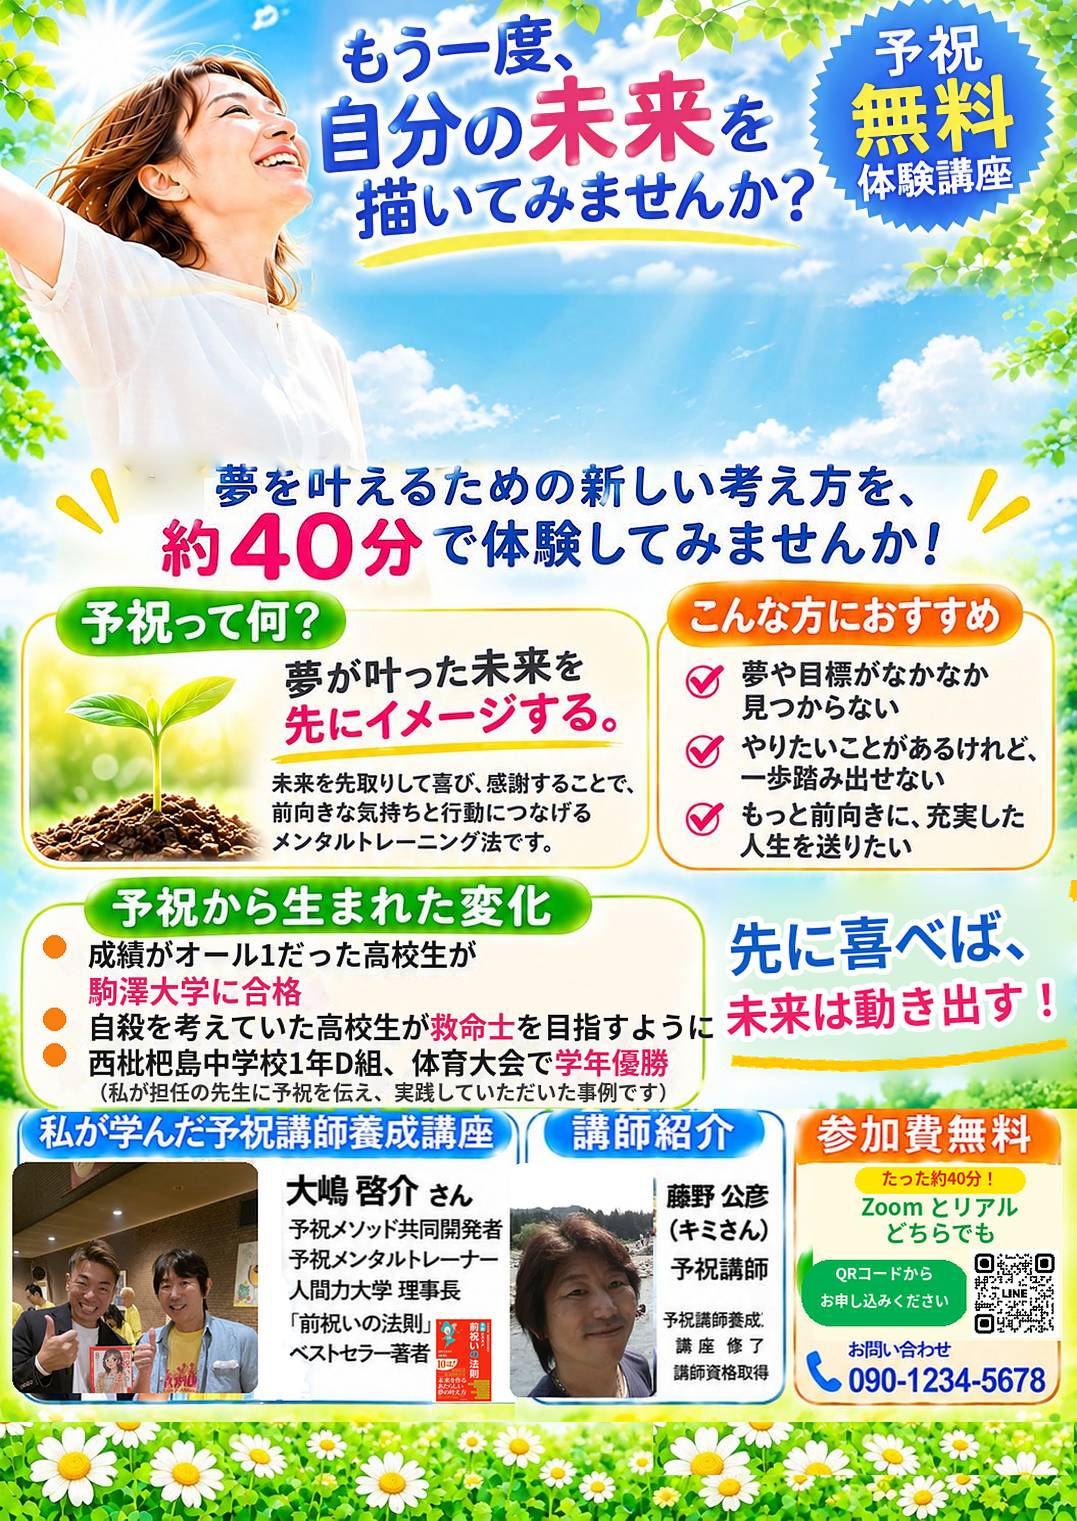 もう一度、
自分の未来を
描いてみませんか?
予祝
無料
体験講座
夢を叶えるための新しい考え方を、
約40分で体験してみませんか!
予祝って何?
夢が叶った未来を
先にイメージする。
未来を先取りして喜び、感謝することで、
前向きな気持ちと行動につなげる
メンタルトレーニング法です。
こんな方におすすめ
夢や目標がなかなか
見つからない
やりたいことがあるけれど、
一歩踏み出せない
もっと前向きに、充実した
人生を送りたい
予祝から生まれた変化
成績がオール1だった高校生が
駒澤大学に合格
自殺を考えていた高校生が救命士を目指すように
西枇杷島中学校1年D組、体育大会で学年優勝
(私が担任の先生に予祝を伝え、実践していただいた事例です)
先に喜べば、
未来は動き出す!
私が学んだ予祝講師養成講座
大嶋 啓介 さん
予祝メソッド共同開発者
予祝メンタルトレーナー
人間力大学 理事長
「前祝いの法則」
ベストセラー著者
前祝いの法則
講師紹介
藤野 公彦
(キミさん)
予祝講師
予祝講師養成
講座 修了
講師資格取得
参加費無料
たった約40分!
Zoom とリアル
どちらでも
QRコードから
お申し込みください
LINE
お問い合わせ
090-1234-5678